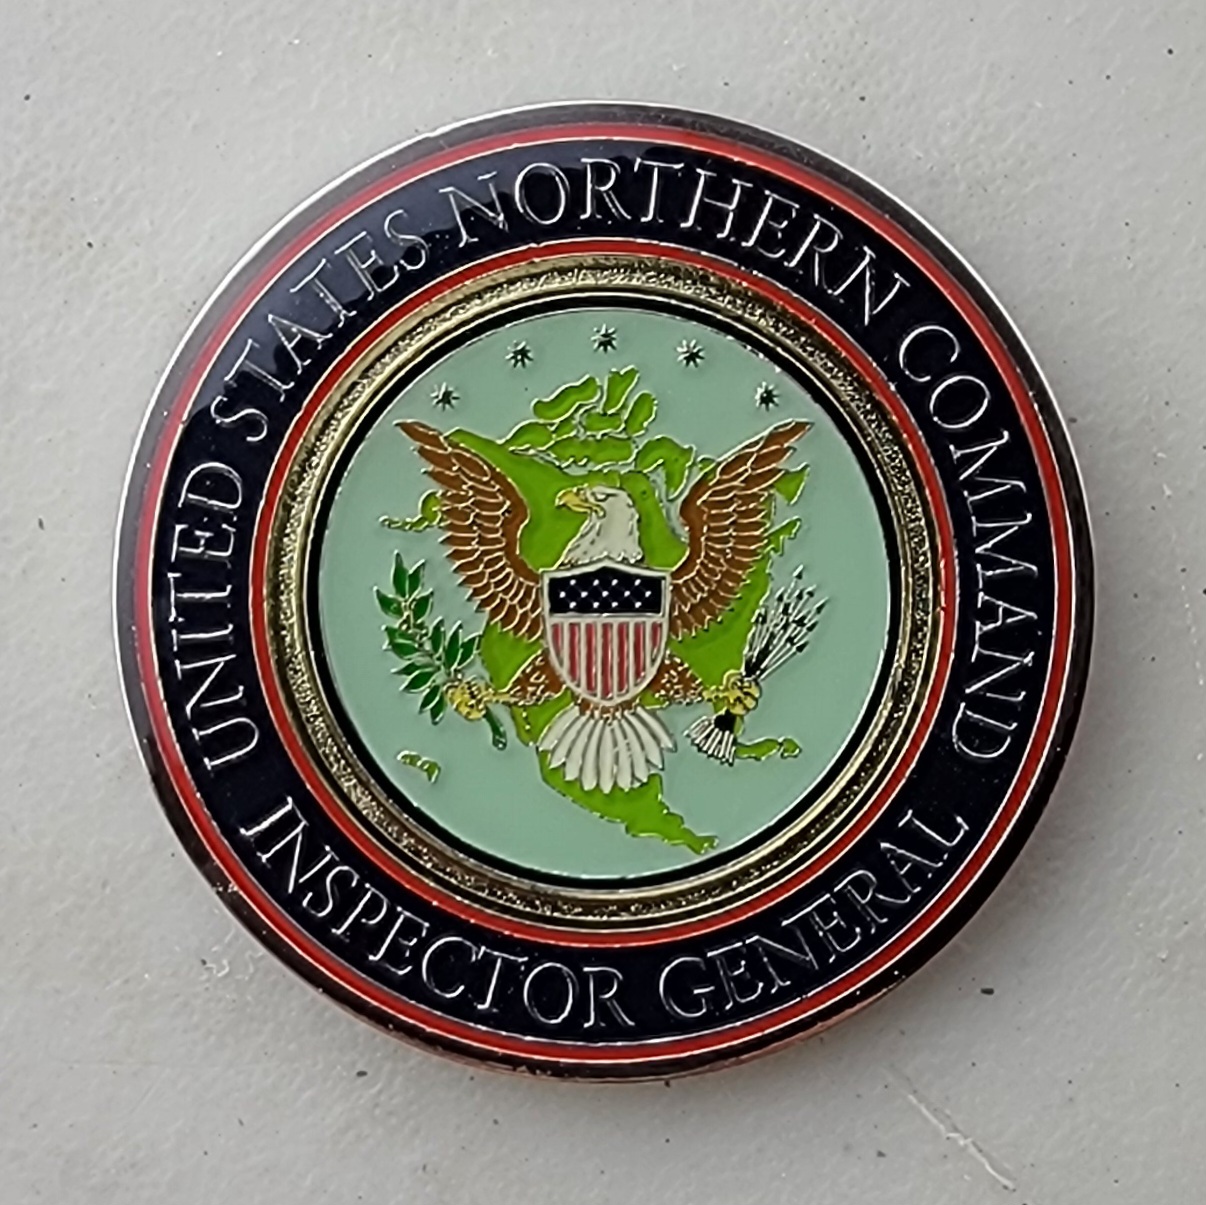 UNITED STATES NORTHERN COMMAND
INSPECTOR GENERAL